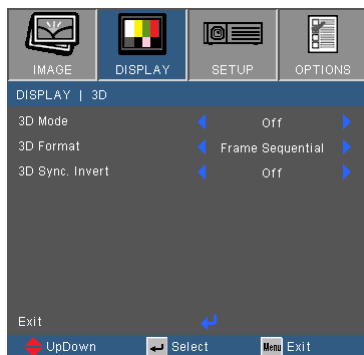 IMAGE DISPLAY SETUP OPTIONS
DISPLAY | 3D
3D Mode Off
3D Format Frame Sequential
3D Sync. Invert Off
Exit
UpDown Select Menu Exit